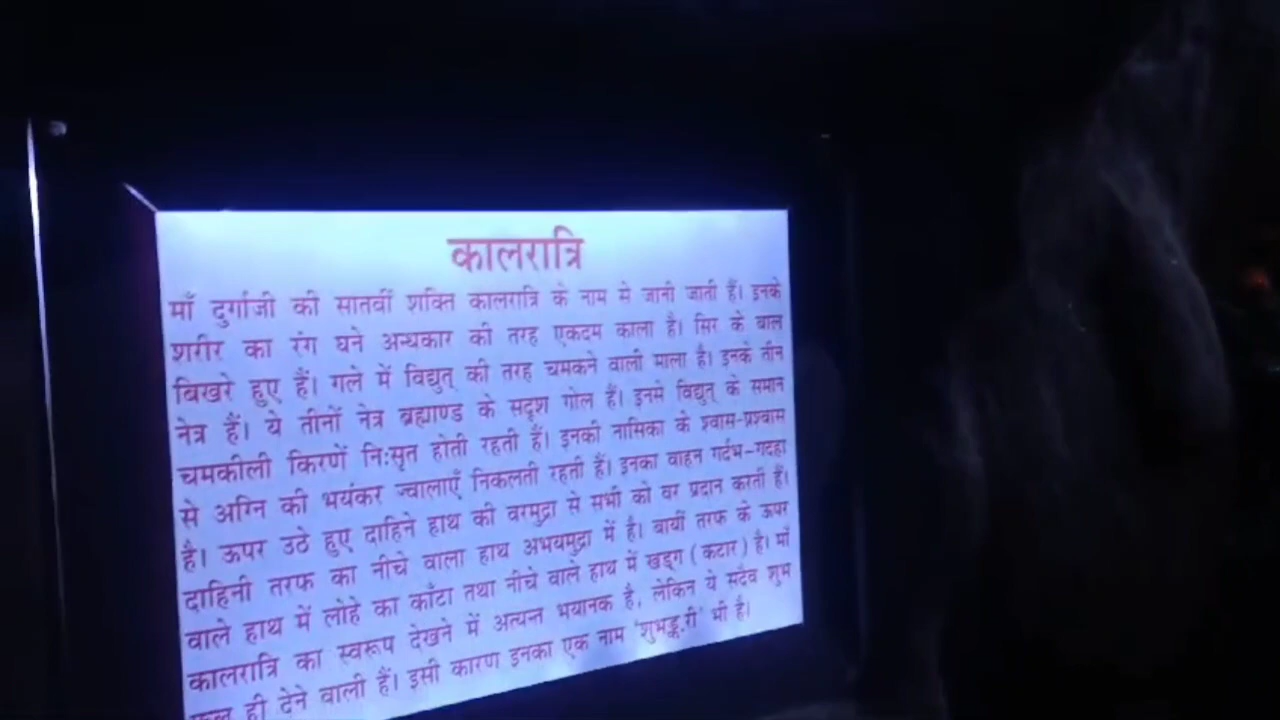 कालरात्रि
माँ दुर्गाजी की सातवीं शक्ति कालरात्रि के नाम से जानी जाती हैं। इनके
शरीर का रंग घने अन्धकार की तरह एकदम काला है। सिर के बाल
बिखरे हुए हैं। गले में विद्युत् की तरह चमकने वाली माला है। इनके तीन
नेत्र हैं। ये तीनों नेत्र ब्रह्माण्ड के सदृश गोल हैं। इनसे विद्युत् के समान
चमकीली किरणें निःसृत होती रहती हैं। इनकी नासिका के श्वास-प्रश्वास
से अग्नि की भयंकर ज्वालाएँ निकलती रहती हैं। इनका वाहन गर्दभ-गदहा
है। ऊपर उठे हुए दाहिने हाथ की वरमुद्रा से सभी को वर प्रदान करती हैं।
दाहिनी तरफ का नीचे वाला हाथ अभयमुद्रा में है। बायीं तरफ के ऊपर
वाले हाथ में लोहे का काँटा तथा नीचे वाले हाथ में खड्ग (कटार) है। माँ
कालरात्रि का स्वरूप देखने में अत्यन्त भयानक है, लेकिन ये सदैव शुभ
फल ही देने वाली हैं। इसी कारण इनका एक नाम 'शुभङ्करी' भी है।